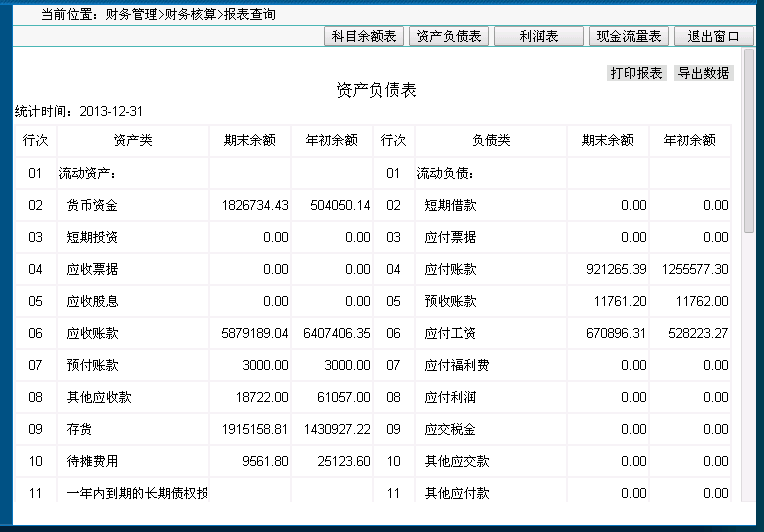 当前位置：财务管理>财务核算>报表查询
科目余额表 资产负债表 利润表 现金流量表 退出窗口
打印报表 导出数据
资产负债表
统计时间：2013-12-31
行次 资产类 期末余额 年初余额 行次 负债类 期末余额 年初余额
01 流动资产： 01 流动负债：
02 货币资金 1826734.43 504050.14 02 短期借款 0.00 0.00
03 短期投资 0.00 0.00 03 应付票据 0.00 0.00
04 应收票据 0.00 0.00 04 应付账款 921265.39 1255577.30
05 应收股息 0.00 0.00 05 预收账款 11761.20 11762.00
06 应收账款 5879189.04 6407406.35 06 应付工资 670896.31 528223.27
07 预付账款 3000.00 3000.00 07 应付福利费 0.00 0.00
08 其他应收款 18722.00 61057.00 08 应付利润 0.00 0.00
09 存货 1915158.81 1430927.22 09 应交税金 0.00 0.00
10 待摊费用 9561.80 25123.60 10 其他应交款 0.00 0.00
11 一年内到期的长期债权投 11 其他应付款 0.00 0.00